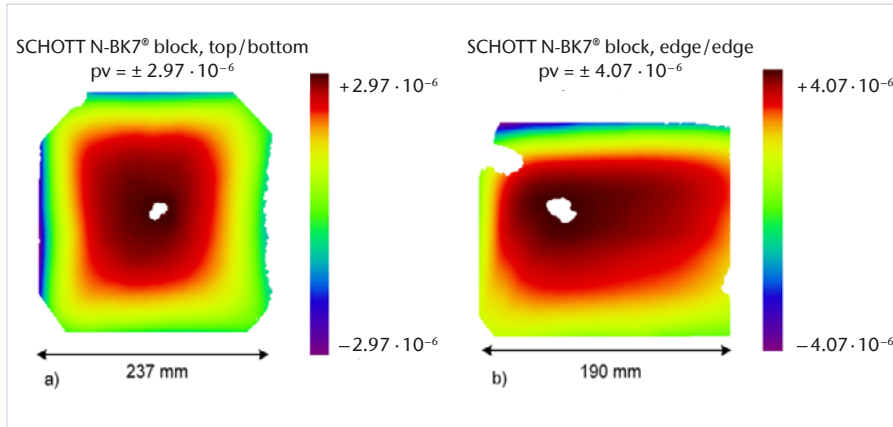 SCHOTT N-BK7® block, top/bottom
pv = ± 2.97 · 10⁻⁶
+2.97 · 10⁻⁶
−2.97 · 10⁻⁶
237 mm
a)
SCHOTT N-BK7® block, edge/edge
pv = ± 4.07 · 10⁻⁶
+4.07 · 10⁻⁶
−4.07 · 10⁻⁶
190 mm
b)